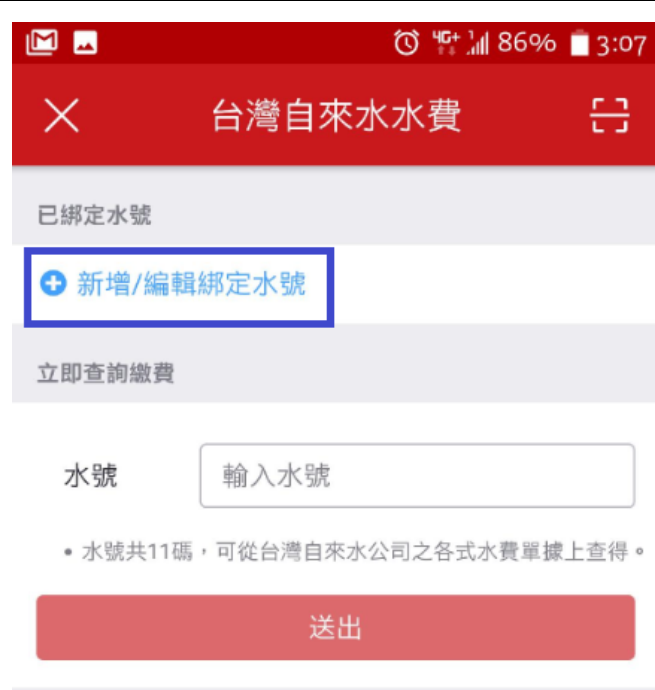 4G+ 86% 3:07
台灣自來水水費
已綁定水號
新增/編輯綁定水號
立即查詢繳費
水號 輸入水號
• 水號共11碼，可從台灣自來水公司之各式水費單據上查得。
送出